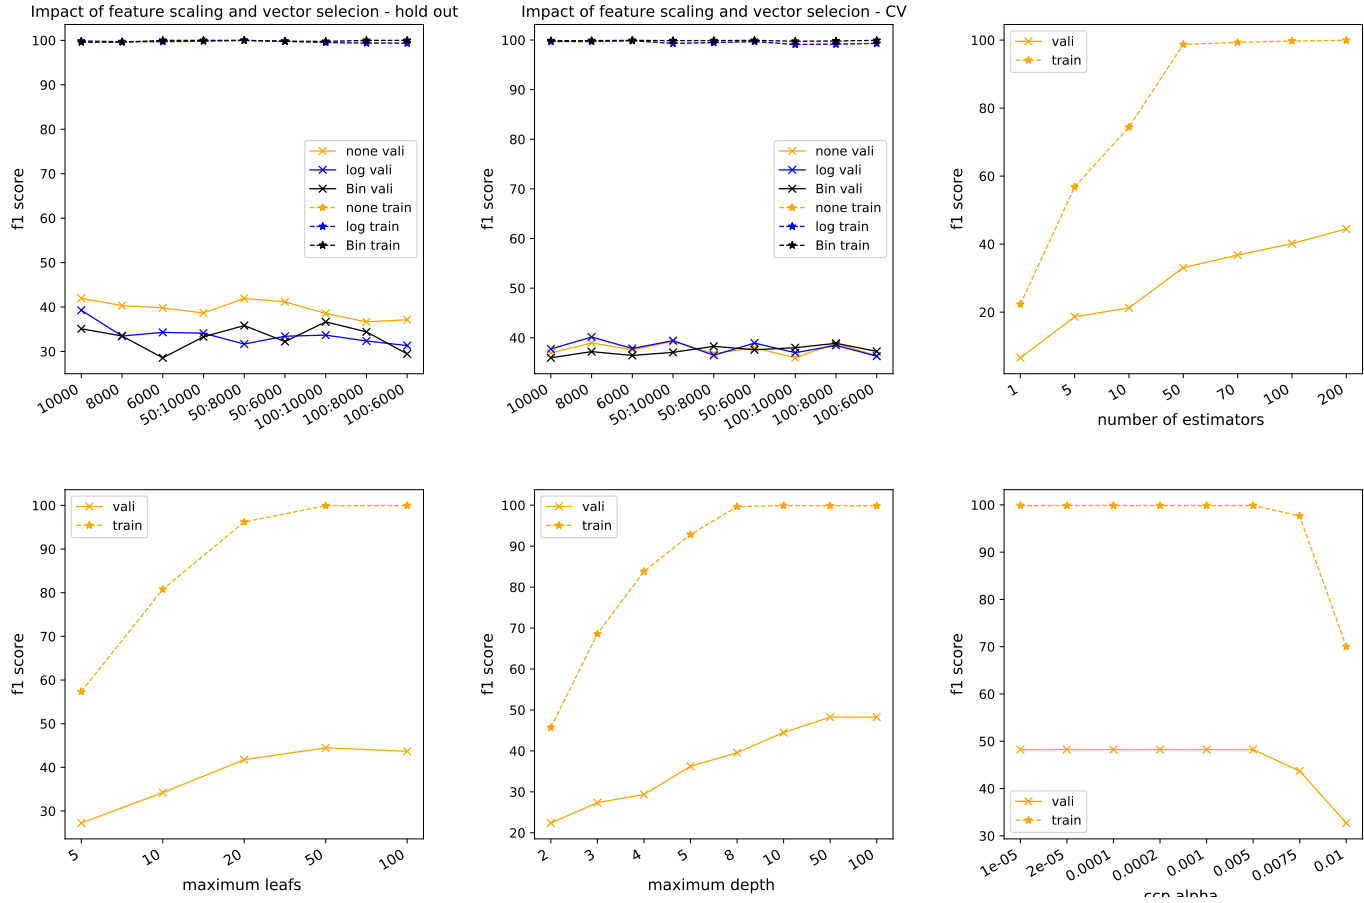 Impact of feature scaling and vector selecion - hold out
100
90
80
70
60
50
40
30
f1 score
none vali
log vali
Bin vali
none train
log train
Bin train
10000
8000
6000
50:10000
50:8000
50:6000
100:10000
100:8000
100:6000
Impact of feature scaling and vector selecion - CV
100
90
80
70
60
50
40
f1 score
none vali
log vali
Bin vali
none train
log train
Bin train
10000
8000
6000
50:10000
50:8000
50:6000
100:10000
100:8000
100:6000
100
80
60
40
20
f1 score
vali
train
1
5
10
50
70
100
200
number of estimators
100
90
80
70
60
50
40
30
f1 score
vali
train
5
10
20
50
100
maximum leafs
100
90
80
70
60
50
40
30
20
f1 score
vali
train
2
3
4
5
8
10
50
100
maximum depth
100
90
80
70
60
50
40
30
f1 score
vali
train
1e-05
2e-05
0.0001
0.0002
0.001
0.005
0.0075
0.01
ccp alpha